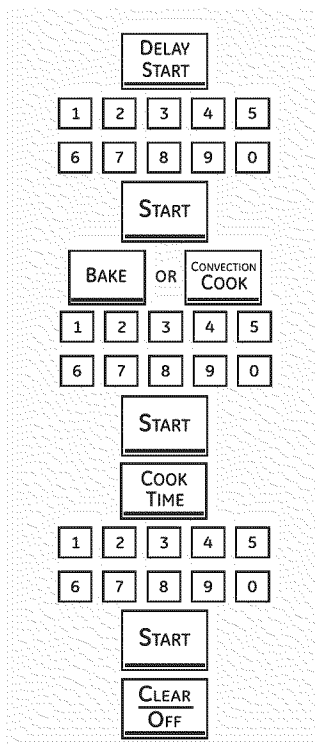 DELAY
START
1 2 3 4 5
6 7 8 9 0
START
BAKE OR CONVECTION COOK
1 2 3 4 5
6 7 8 9 0
START
COOK
TIME
1 2 3 4 5
6 7 8 9 0
START
CLEAR
OFF